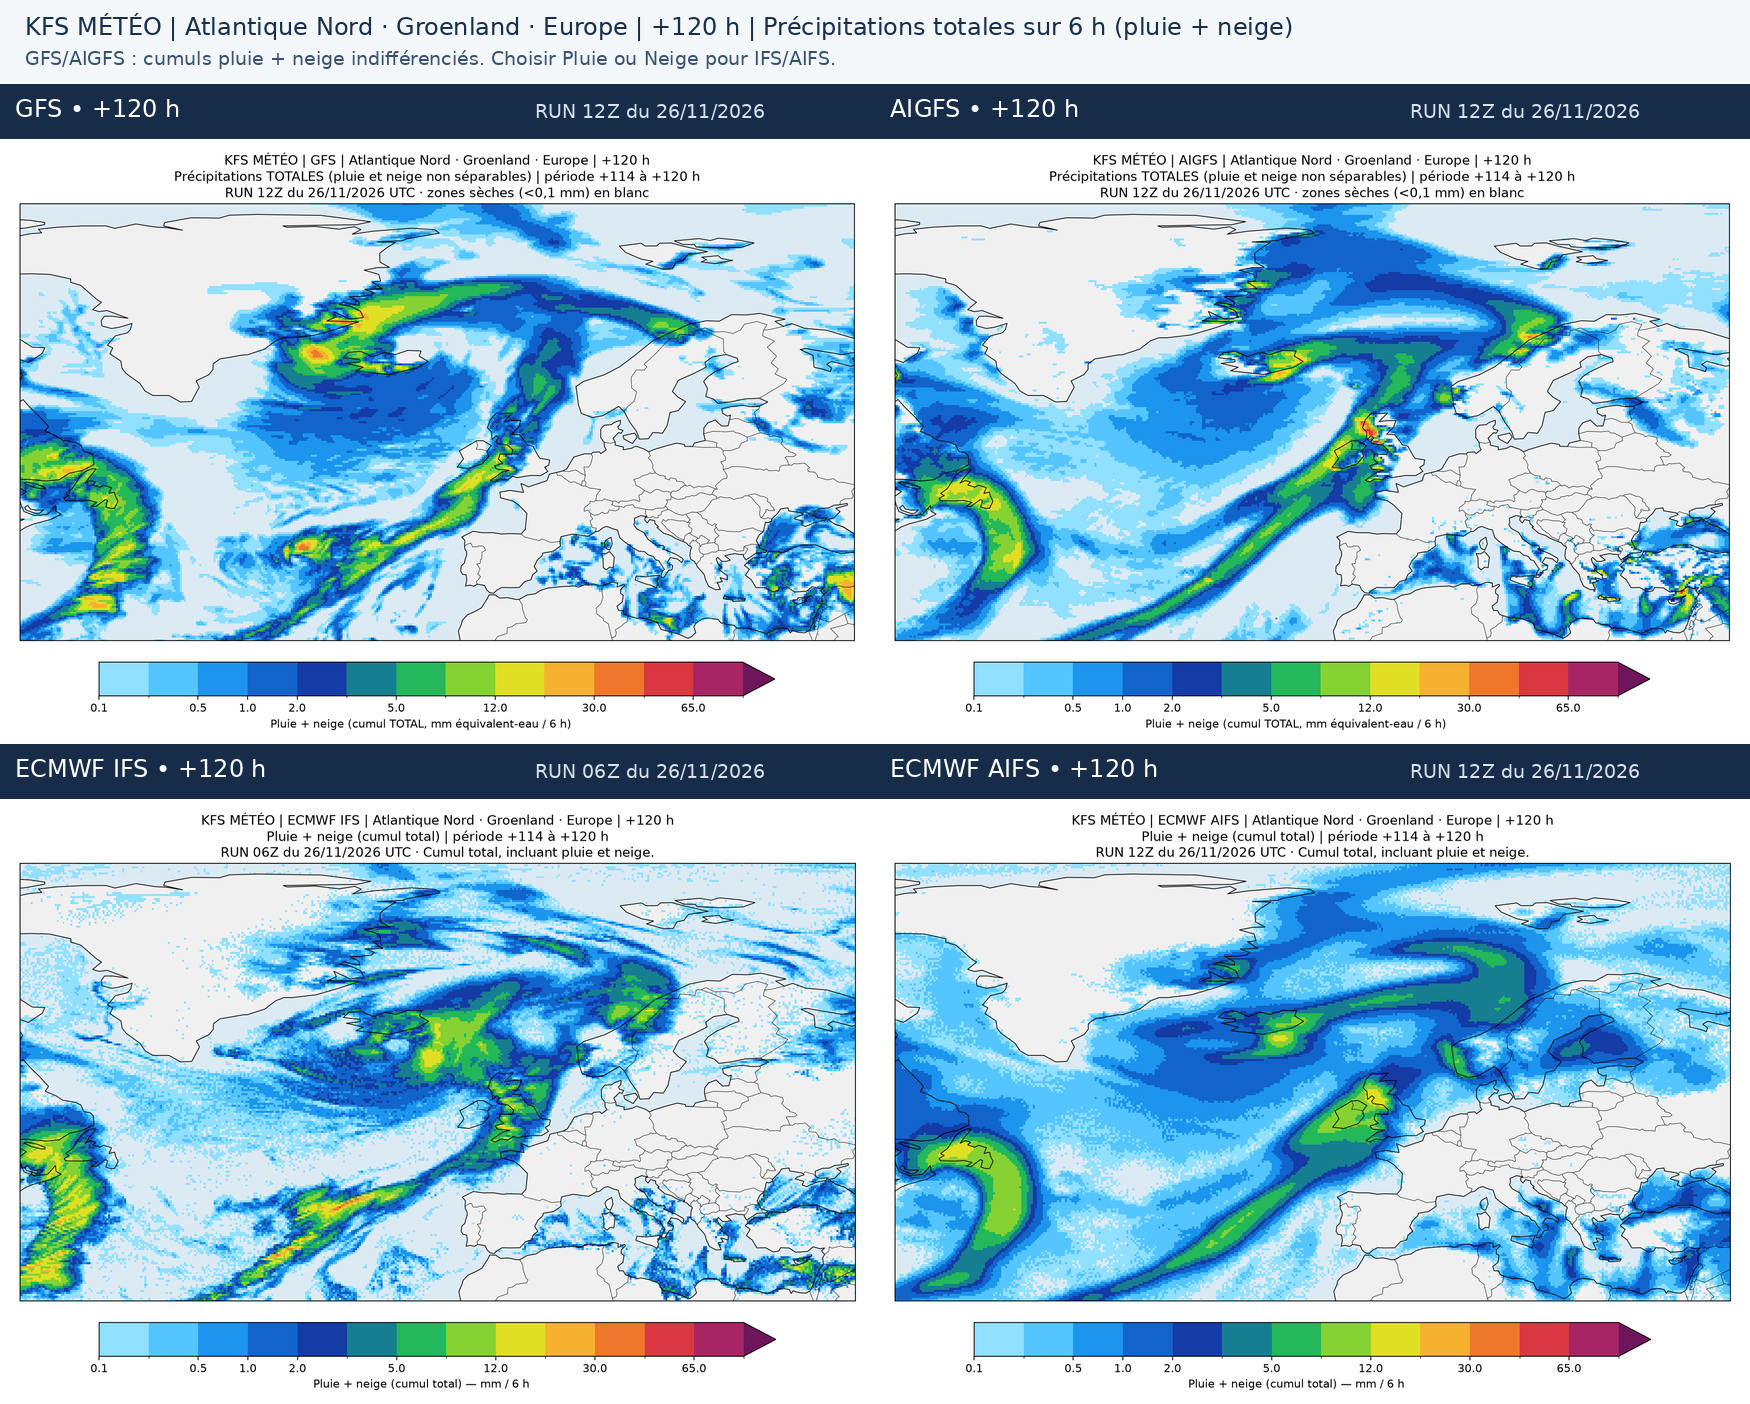 KFS MÉTÉO | Atlantique Nord · Groenland · Europe | +120 h | Précipitations totales sur 6 h (pluie + neige)
GFS/AIGFS : cumuls pluie + neige indifférenciés. Choisir Pluie ou Neige pour IFS/AIFS.
GFS • +120 h RUN 12Z du 26/11/2026
KFS MÉTÉO | GFS | Atlantique Nord · Groenland · Europe | +120 h
Précipitations TOTALES (pluie et neige non séparables) | période +114 à +120 h
RUN 12Z du 26/11/2026 UTC · zones sèches (<0,1 mm) en blanc
0.1 0.5 1.0 2.0 5.0 12.0 30.0 65.0
Pluie + neige (cumul TOTAL, mm équivalent-eau / 6 h)
AIGFS • +120 h RUN 12Z du 26/11/2026
KFS MÉTÉO | AIGFS | Atlantique Nord · Groenland · Europe | +120 h
Précipitations TOTALES (pluie et neige non séparables) | période +114 à +120 h
RUN 12Z du 26/11/2026 UTC · zones sèches (<0,1 mm) en blanc
0.1 0.5 1.0 2.0 5.0 12.0 30.0 65.0
Pluie + neige (cumul TOTAL, mm équivalent-eau / 6 h)
ECMWF IFS • +120 h RUN 06Z du 26/11/2026
KFS MÉTÉO | ECMWF IFS | Atlantique Nord · Groenland · Europe | +120 h
Pluie + neige (cumul total) | période +114 à +120 h
RUN 06Z du 26/11/2026 UTC · Cumul total, incluant pluie et neige.
0.1 0.5 1.0 2.0 5.0 12.0 30.0 65.0
Pluie + neige (cumul total) — mm / 6 h
ECMWF AIFS • +120 h RUN 12Z du 26/11/2026
KFS MÉTÉO | ECMWF AIFS | Atlantique Nord · Groenland · Europe | +120 h
Pluie + neige (cumul total) | période +114 à +120 h
RUN 12Z du 26/11/2026 UTC · Cumul total, incluant pluie et neige.
0.1 0.5 1.0 2.0 5.0 12.0 30.0 65.0
Pluie + neige (cumul total) — mm / 6 h